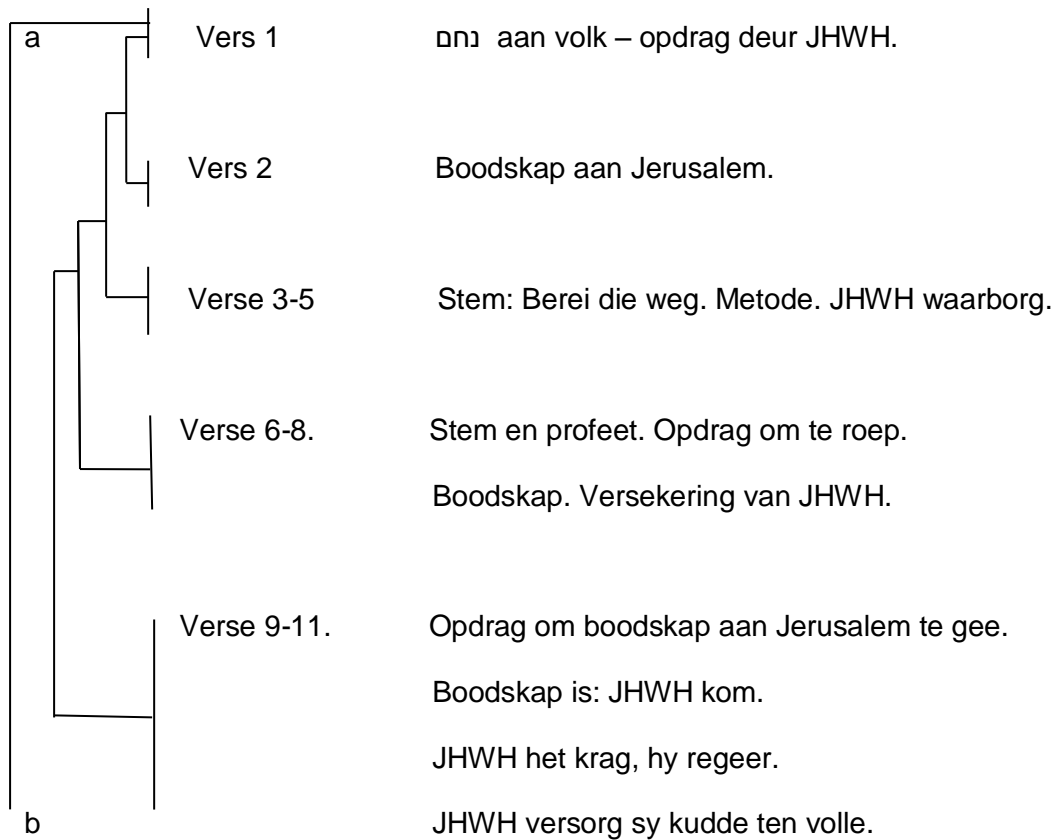 a Vers 1 נחם aan volk – opdrag deur JHWH.
Vers 2 Boodskap aan Jerusalem.
Verse 3-5 Stem: Berei die weg. Metode. JHWH waarborg.
Verse 6-8. Stem en profeet. Opdrag om te roep.
Boodskap. Versekering van JHWH.
Verse 9-11. Opdrag om boodskap aan Jerusalem te gee.
Boodskap is: JHWH kom.
JHWH het krag, hy regeer.
b JHWH versorg sy kudde ten volle.